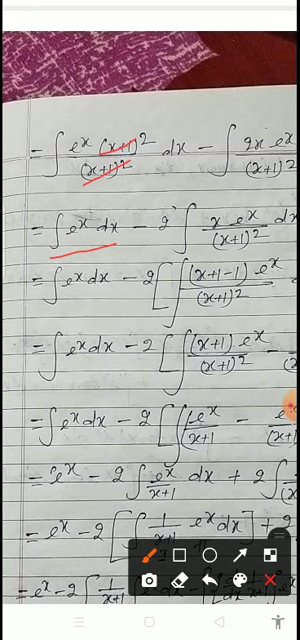 = ∫ eˣ (x+1)² / (x+1)² dx − ∫ 2x eˣ / (x+1)²
= ∫ eˣ dx − 2 ∫ x eˣ / (x+1)² dx
= ∫ eˣ dx − 2 [ ∫ (x+1−1) eˣ / (x+1)²
= ∫ eˣ dx − 2 [ ∫ (x+1) eˣ / (x+1)² −
= ∫ eˣ dx − 2 [ ∫ ( eˣ / x+1 − e / (x+1)
= eˣ − 2 ∫ eˣ / x+1 dx + 2 ∫
= eˣ − 2 [ ∫ 1 / x+1 eˣ dx ] + 2
= eˣ − 2 [ 1 / x+1